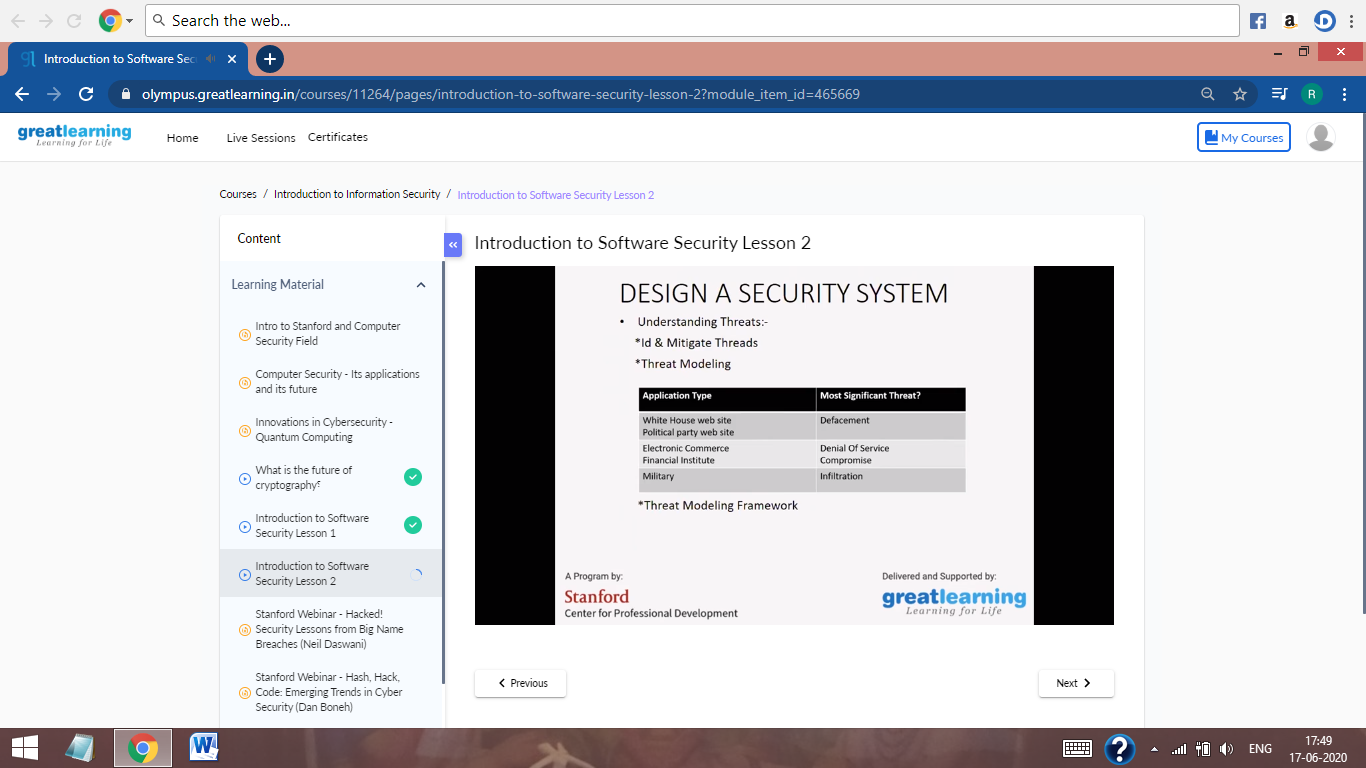 Search the web...
Introduction to Software Sec
olympus.greatlearning.in/courses/11264/pages/introduction-to-software-security-lesson-2?module_item_id=465669
R
greatlearning
Learning for Life
Home
Live Sessions
Certificates
My Courses
Courses / Introduction to Information Security / Introduction to Software Security Lesson 2
Content
Learning Material
Intro to Stanford and Computer
Security Field
Computer Security - Its applications
and its future
Innovations in Cybersecurity -
Quantum Computing
What is the future of
cryptography?
Introduction to Software
Security Lesson 1
Introduction to Software
Security Lesson 2
Stanford Webinar - Hacked!
Security Lessons from Big Name
Breaches (Neil Daswani)
Stanford Webinar - Hash, Hack,
Code: Emerging Trends in Cyber
Security (Dan Boneh)
Introduction to Software Security Lesson 2
DESIGN A SECURITY SYSTEM
• Understanding Threats:-
*Id & Mitigate Threads
*Threat Modeling
Application Type Most Significant Threat?
White House web site Defacement
Political party web site
Electronic Commerce Denial Of Service
Financial Institute Compromise
Military Infiltration
*Threat Modeling Framework
A Program by:
Stanford
Center for Professional Development
Delivered and Supported by:
greatlearning
Learning for Life
Previous
Next
ENG
17:49
17-06-2020